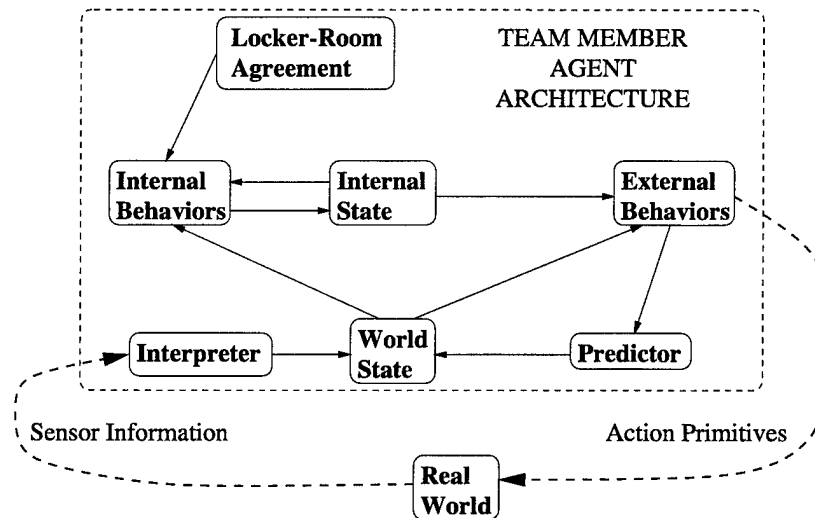 Locker-Room
Agreement
TEAM MEMBER
AGENT
ARCHITECTURE
Internal
Behaviors
Internal
State
External
Behaviors
Interpreter
World
State
Predictor
Sensor Information
Action Primitives
Real
World